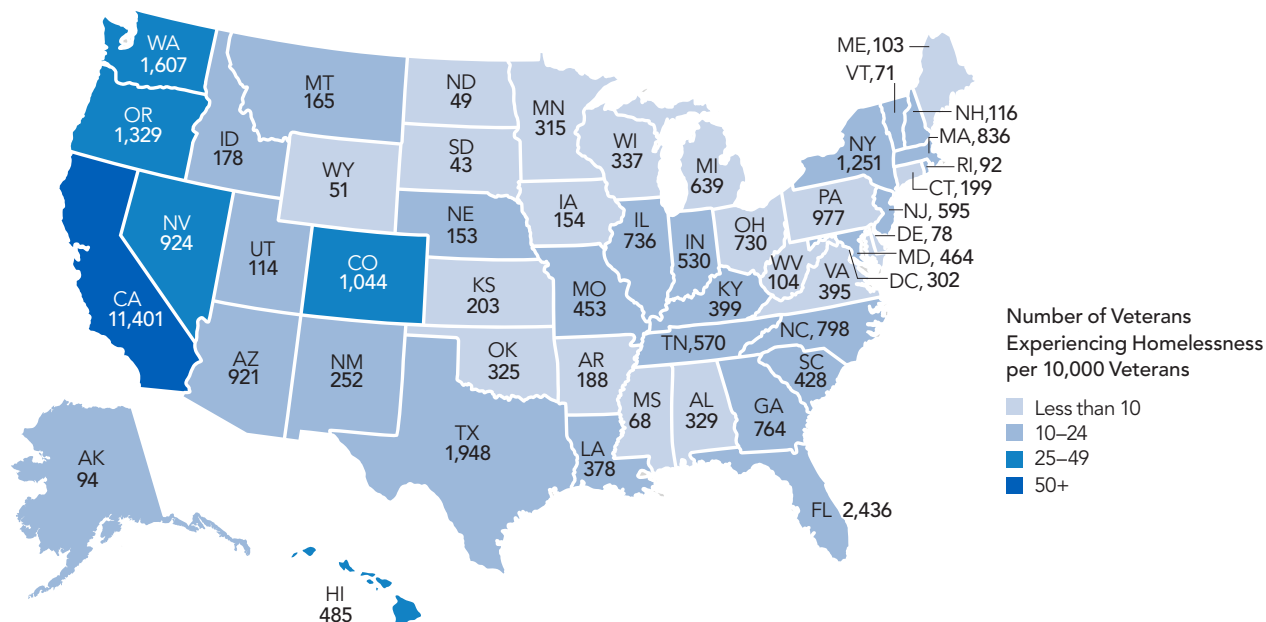 WA
1,607
OR
1,329
CA
11,401
NV
924
ID
178
MT
165
WY
51
UT
114
CO
1,044
AZ
921
NM
252
ND
49
SD
43
NE
153
KS
203
OK
325
TX
1,948
MN
315
IA
154
MO
453
AR
188
LA
378
WI
337
IL
736
MI
639
IN
530
OH
730
KY
399
TN,570
MS
68
AL
329
GA
764
FL 2,436
SC
428
NC, 798
VA
395
WV
104
PA
977
NY
1,251
ME,103
VT,71
NH,116
MA,836
RI, 92
CT, 199
NJ, 595
DE, 78
MD, 464
DC, 302
AK
94
HI
485
Number of Veterans
Experiencing Homelessness
per 10,000 Veterans
Less than 10
10–24
25–49
50+